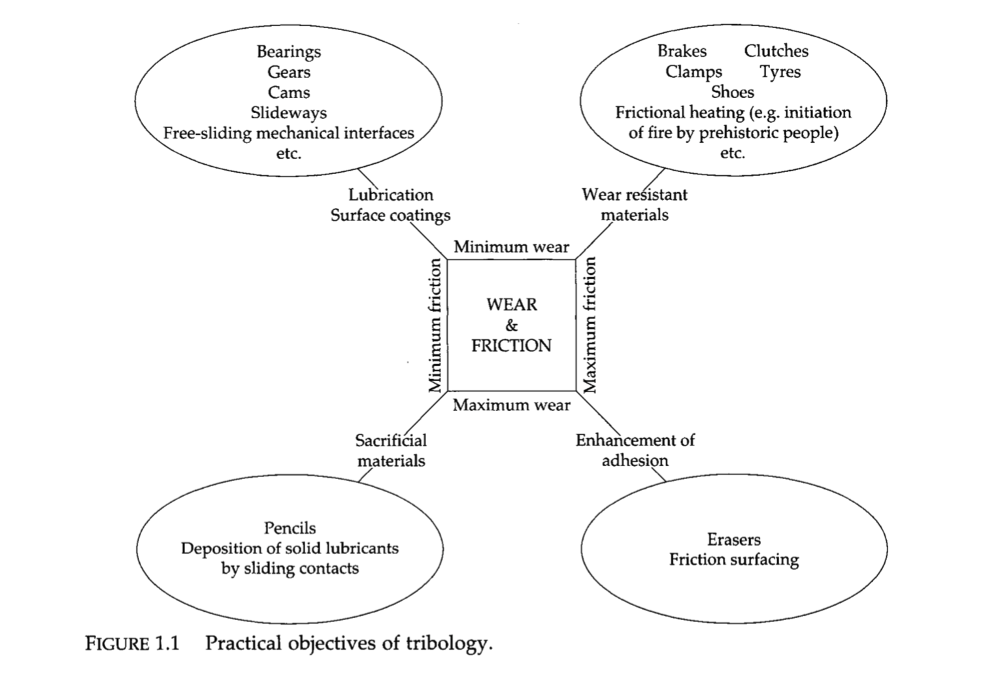 Bearings
Gears
Cams
Slideways
Free-sliding mechanical interfaces
etc.
Brakes Clutches
Clamps Tyres
Shoes
Frictional heating (e.g. initiation
of fire by prehistoric people)
etc.
Lubrication
Surface coatings
Wear resistant
materials
Minimum wear
Minimum friction
WEAR
&
FRICTION
Maximum friction
Maximum wear
Sacrificial
materials
Enhancement of
adhesion
Pencils
Deposition of solid lubricants
by sliding contacts
Erasers
Friction surfacing
FIGURE 1.1 Practical objectives of tribology.